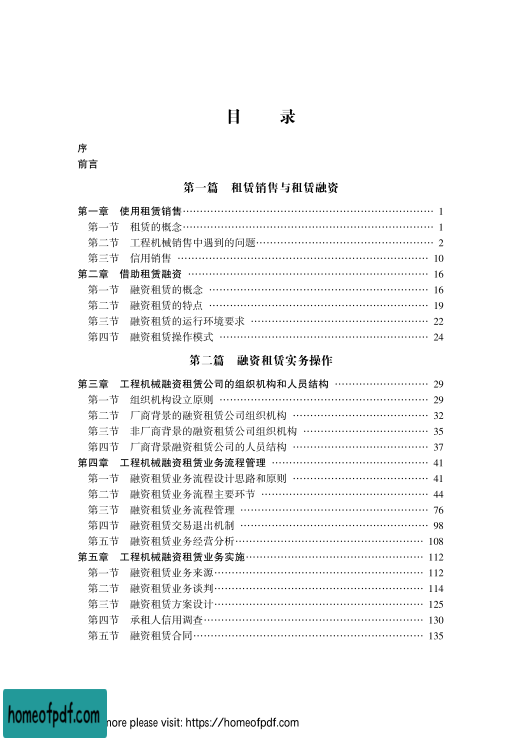 目 录
序
前言
第一篇 租赁销售与租赁融资
第一章 使用租赁销售…………………………………………………………… 1
第一节 租赁的概念…………………………………………………………… 1
第二节 工程机械销售中遇到的问题………………………………………… 2
第三节 信用销售 …………………………………………………………… 10
第二章 借助租赁融资 ………………………………………………………… 16
第一节 融资租赁的概念 …………………………………………………… 16
第二节 融资租赁的特点 …………………………………………………… 19
第三节 融资租赁的运行环境要求 ………………………………………… 22
第四节 融资租赁操作模式 ………………………………………………… 24
第二篇 融资租赁实务操作
第三章 工程机械融资租赁公司的组织机构和人员结构 …………………… 29
第一节 组织机构设立原则 ………………………………………………… 29
第二节 厂商背景的融资租赁公司组织机构 ……………………………… 32
第三节 非厂商背景的融资租赁公司组织机构 …………………………… 35
第四节 厂商背景融资租赁公司的人员结构 ……………………………… 37
第四章 工程机械融资租赁业务流程管理 …………………………………… 41
第一节 融资租赁业务流程设计思路和原则 ……………………………… 41
第二节 融资租赁业务流程主要环节 ……………………………………… 44
第三节 融资租赁业务流程管理 …………………………………………… 76
第四节 融资租赁交易退出机制 …………………………………………… 98
第五节 融资租赁业务经营分析…………………………………………… 108
第五章 工程机械融资租赁业务实施………………………………………… 112
第一节 融资租赁业务来源………………………………………………… 112
第二节 融资租赁业务谈判………………………………………………… 114
第三节 融资租赁方案设计………………………………………………… 125
第四节 承租人信用调查…………………………………………………… 130
第五节 融资租赁合同……………………………………………………… 135
homeofpdf.com
more please visit: https://homeofpdf.com